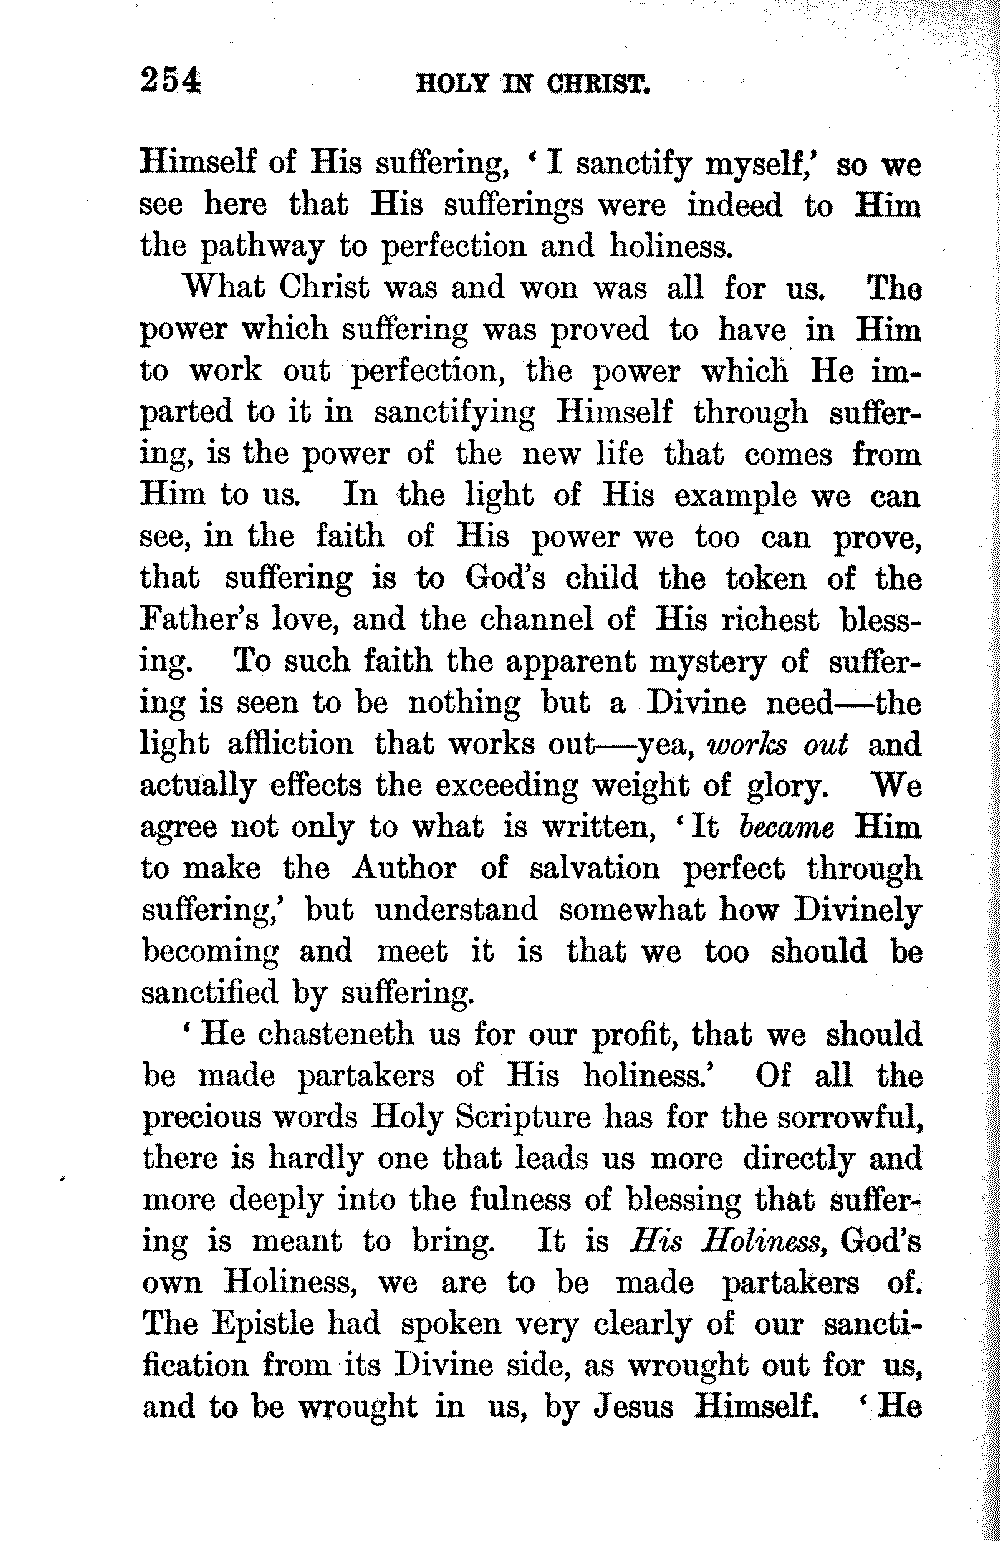 254 HOLY IN CHRIST.
Himself of His suffering, ‘ I sanctify myself,’ so we
see here that His sufferings were indeed to Him
the pathway to perfection and holiness.
What Christ was and won was all for us. The
power which suffering was proved to have in Him
to work out perfection, the power which He im-
parted to it in sanctifying Himself through suffer-
ing, is the power of the new life that comes from
Him to us. In the light of His example we can
see, in the faith of His power we too can prove,
that suffering is to God’s child the token of the
Father’s love, and the channel of His richest bless-
ing. To such faith the apparent mystery of suffer-
ing is seen to be nothing but a Divine need—the
light affliction that works out—yea, works out and
actually effects the exceeding weight of glory. We
agree not only to what is written, ‘ It became Him
to make the Author of salvation perfect through
suffering,’ but understand somewhat how Divinely
becoming and meet it is that we too should be
sanctified by suffering.
‘ He chasteneth us for our profit, that we should
be made partakers of His holiness.’ Of all the
precious words Holy Scripture has for the sorrowful,
there is hardly one that leads us more directly and
more deeply into the fulness of blessing that suffer-
ing is meant to bring. It is His Holiness, God’s
own Holiness, we are to be made partakers of.
The Epistle had spoken very clearly of our sancti-
fication from its Divine side, as wrought out for us,
and to be wrought in us, by Jesus Himself. ‘ He